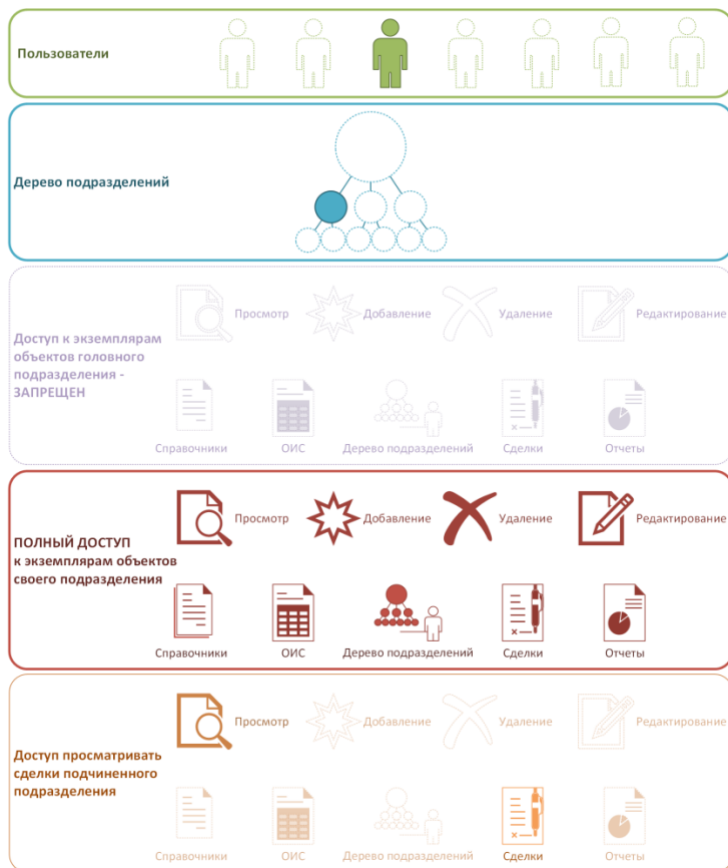 Пользователи
Дерево подразделений
Просмотр
Добавление
Удаление
Редактирование
Доступ к экземплярам
объектов головного
подразделения -
ЗАПРЕЩЕН
Справочники
ОИС
Дерево подразделений
Сделки
Отчеты
Просмотр
Добавление
Удаление
Редактирование
ПОЛНЫЙ ДОСТУП
к экземплярам объектов
своего подразделения
Справочники
ОИС
Дерево подразделений
Сделки
Отчеты
Просмотр
Добавление
Удаление
Редактирование
Доступ просматривать
сделки подчиненного
подразделения
Справочники
ОИС
Дерево подразделений
Сделки
Отчеты